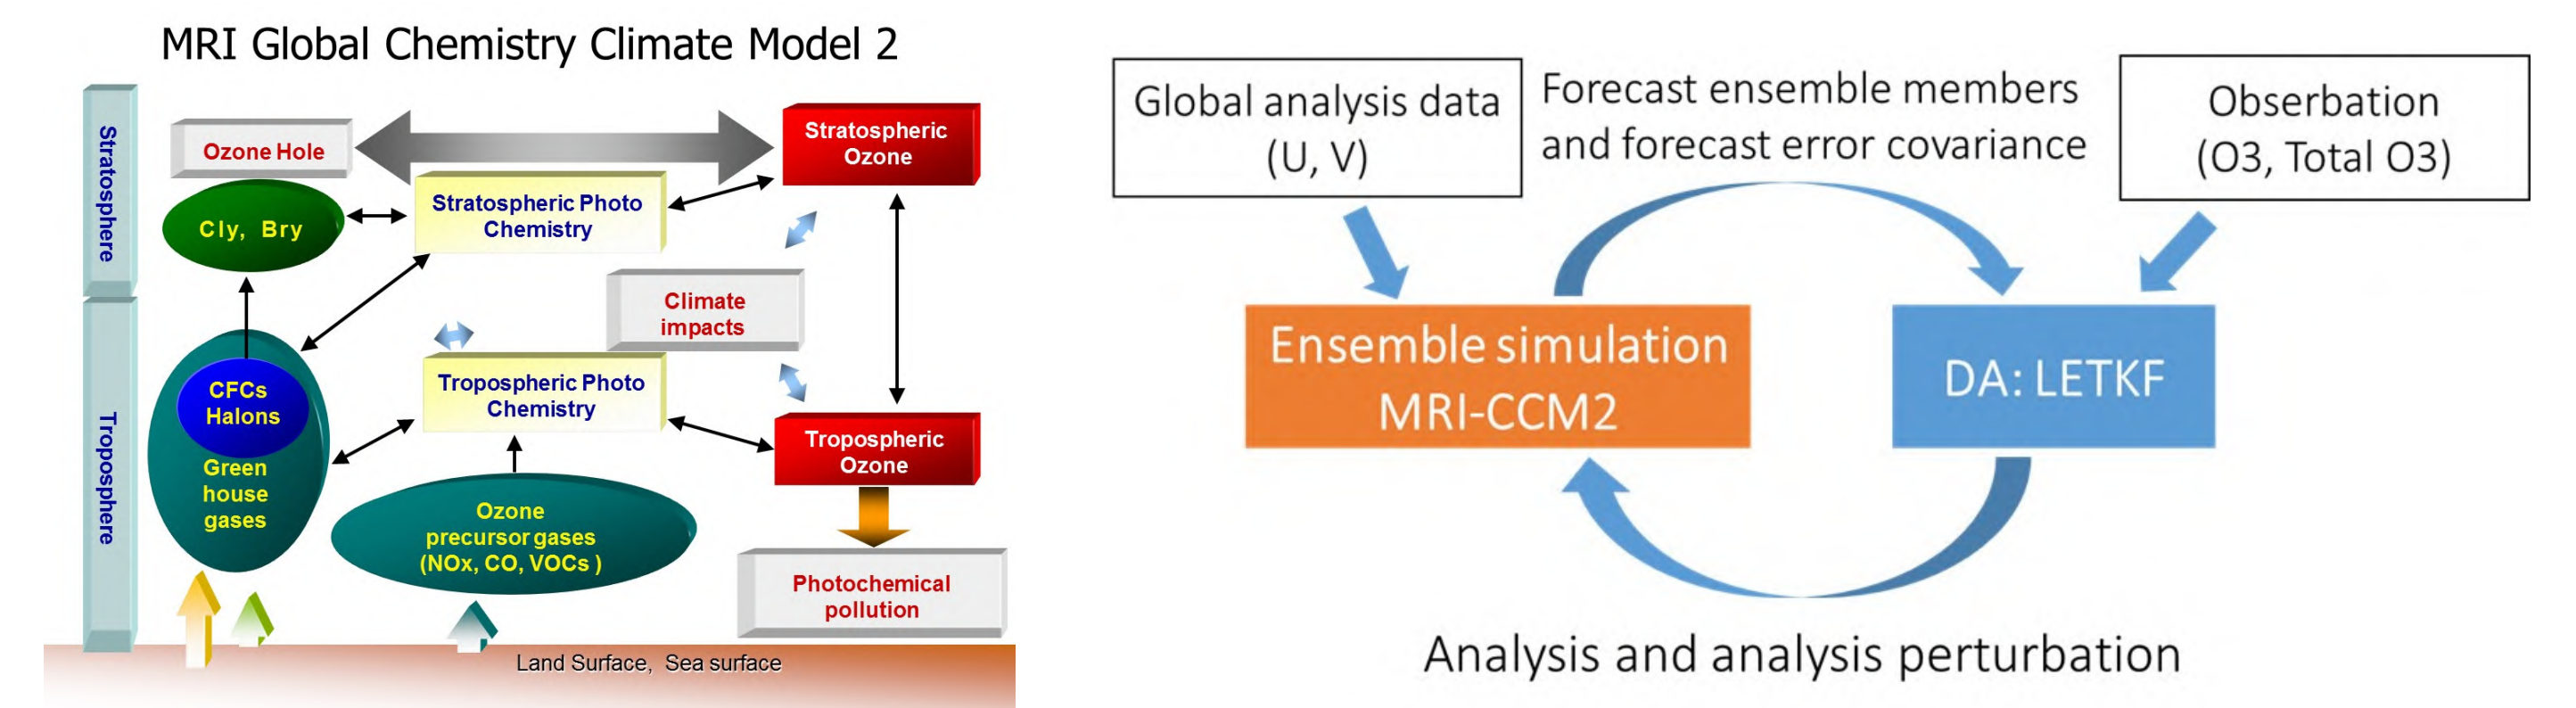 MRI Global Chemistry Climate Model 2
Stratosphere
Troposphere
Ozone Hole
Stratospheric
Ozone
Cly, Bry
Stratospheric Photo
Chemistry
Climate
impacts
CFCs
Halons
Green
house
gases
Tropospheric Photo
Chemistry
Tropospheric
Ozone
Ozone
precursor gases
(NOx, CO, VOCs )
Photochemical
pollution
Land Surface, Sea surface
Global analysis data
(U, V)
Forecast ensemble members
and forecast error covariance
Obserbation
(O3, Total O3)
Ensemble simulation
MRI-CCM2
DA: LETKF
Analysis and analysis perturbation